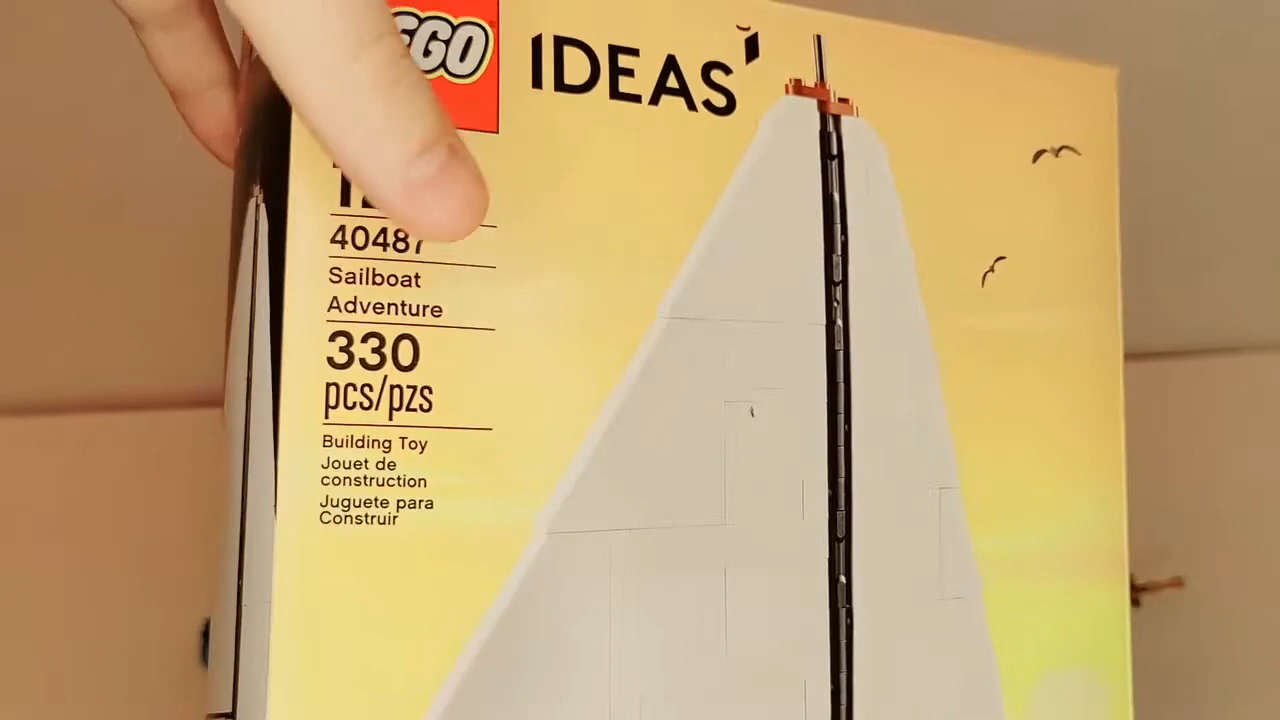 IDEAS
40487
Sailboat
Adventure
330
pcs/pzs
Building Toy
Jouet de
construction
Juguete para
Construir